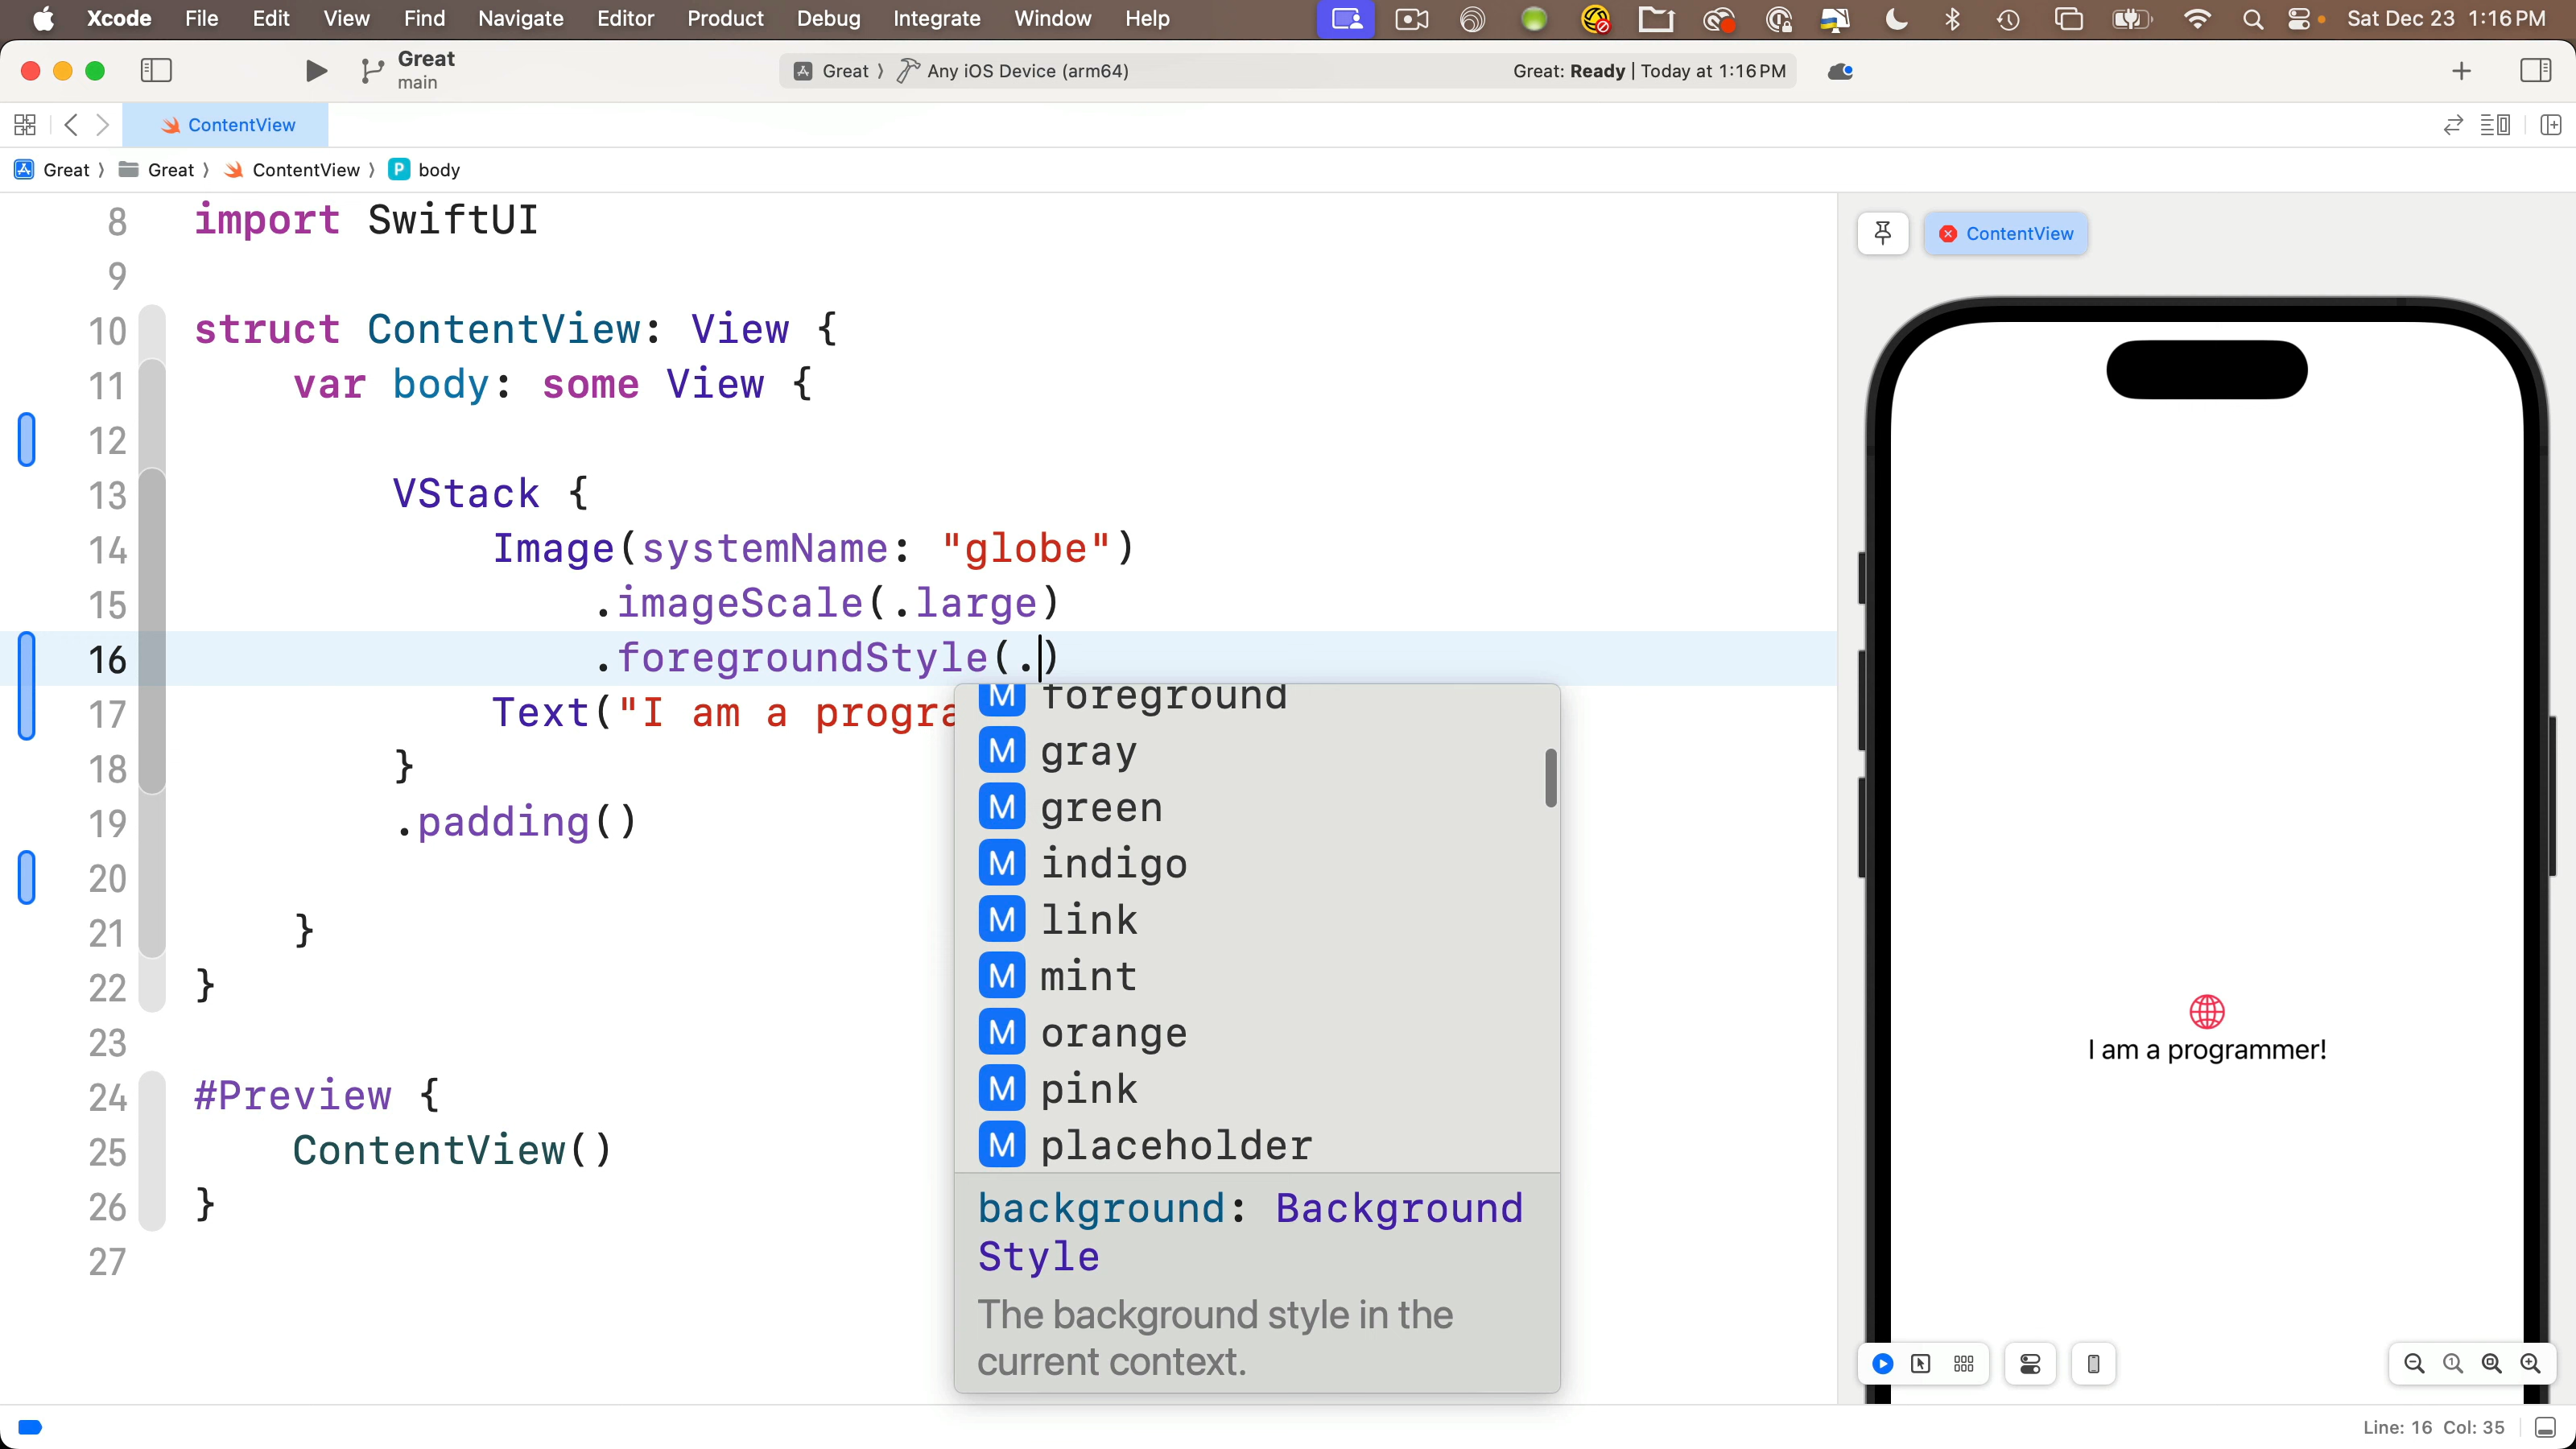 Xcode File Edit View Find Navigate Editor Product Debug Integrate Window Help Sat Dec 23 1:16 PM
Great
main
Great 〉 Any iOS Device (arm64) Great: Ready | Today at 1:16 PM
ContentView
Great 〉 Great 〉 ContentView 〉 P body
8 import SwiftUI
9
10 struct ContentView: View {
11 var body: some View {
12
13 VStack {
14 Image(systemName: "globe")
15 .imageScale(.large)
16 .foregroundStyle(.)
17 Text("I am a progra
18 }
19 .padding()
20
21 }
22 }
23
24 #Preview {
25 ContentView()
26 }
27
M foreground
M gray
M green
M indigo
M link
M mint
M orange
M pink
M placeholder
background: Background
Style
The background style in the
current context.
ContentView
I am a programmer!
Line: 16 Col: 35